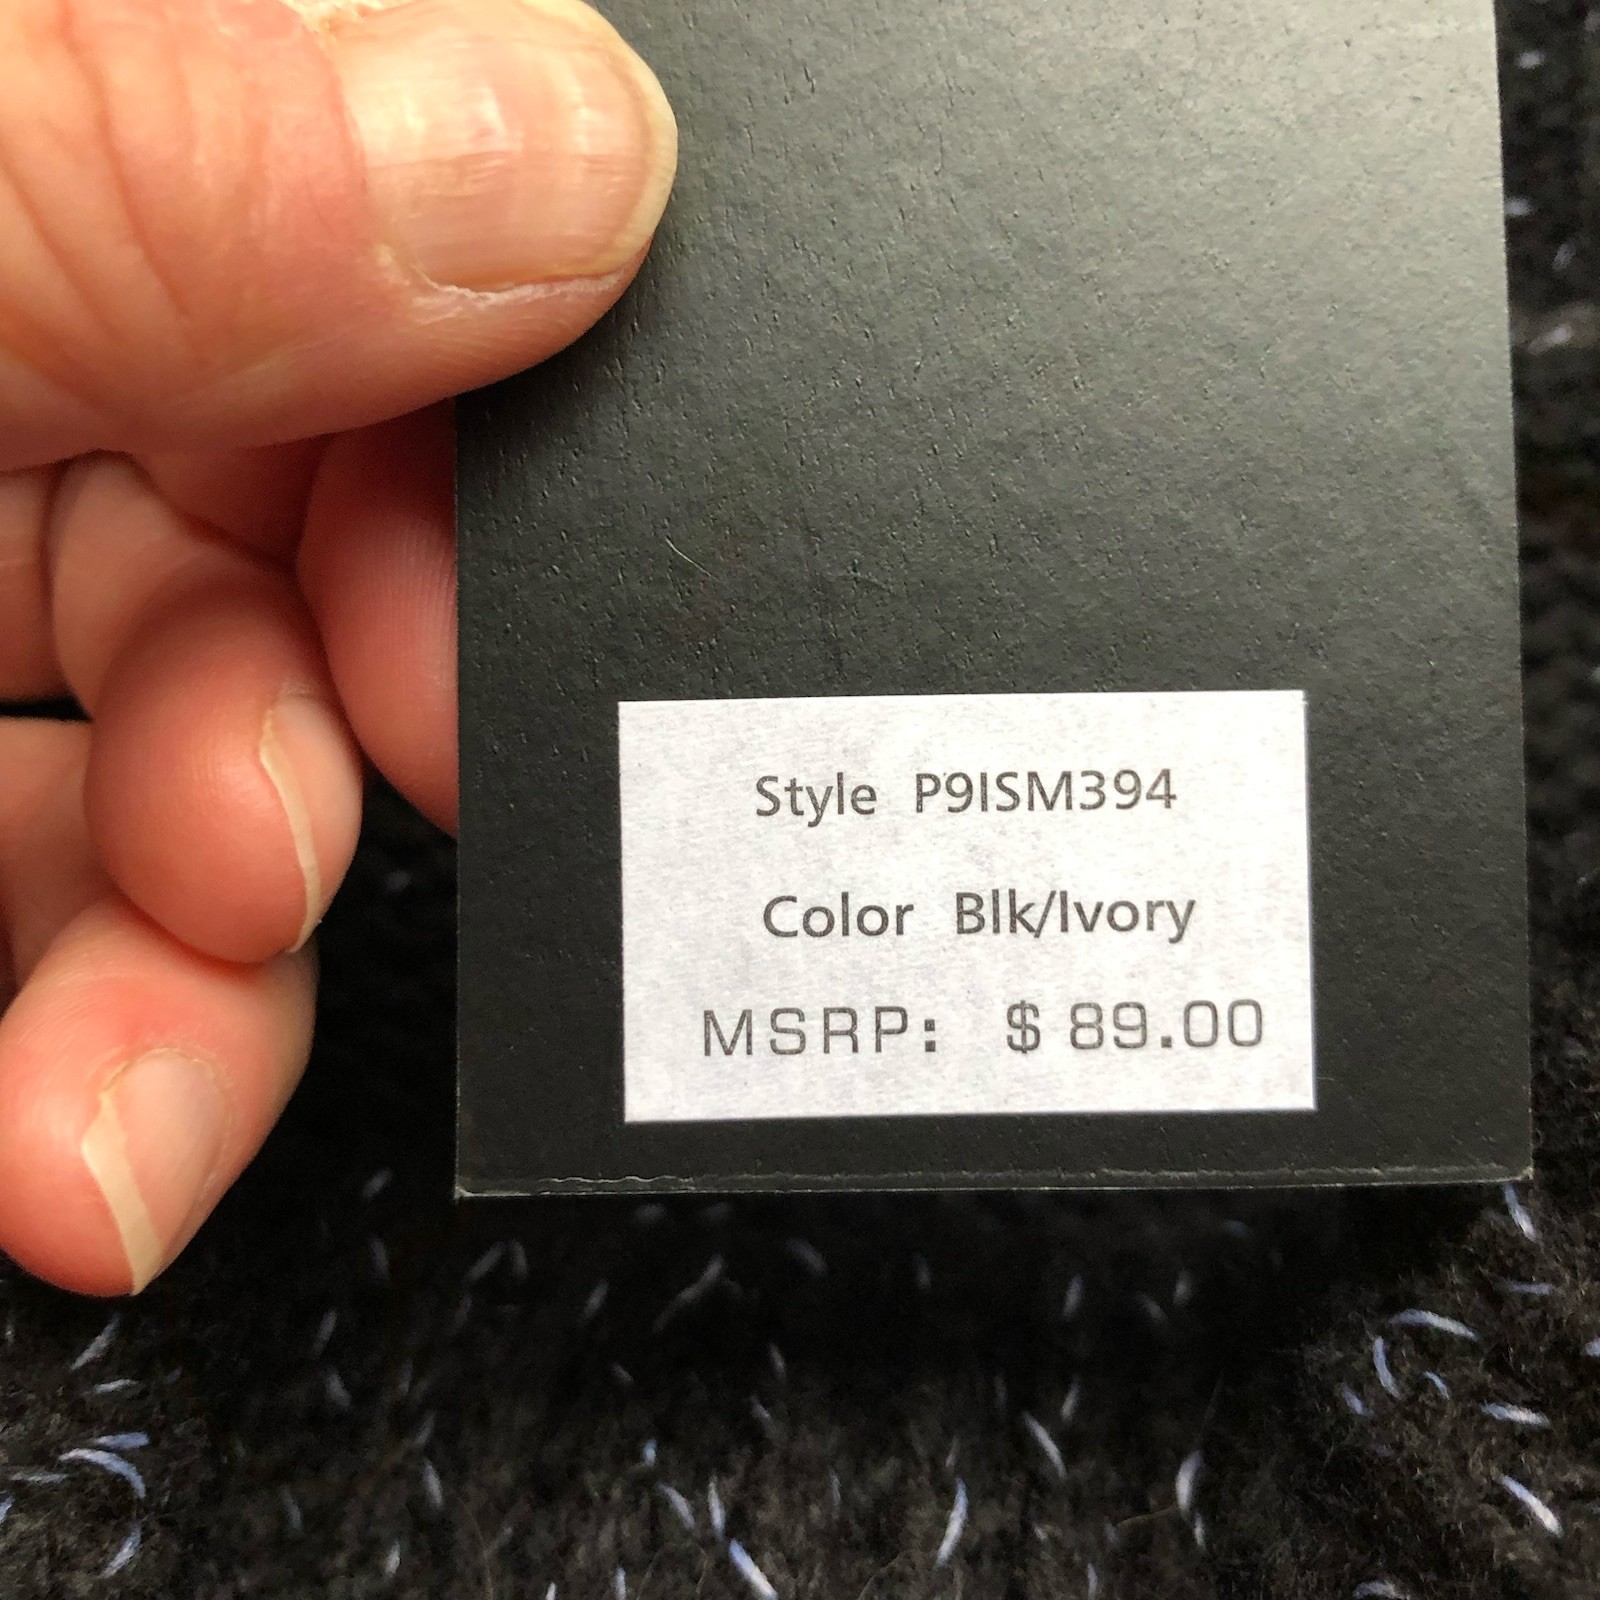 Style P9ISM394
Color Blk/Ivory
MSRP: $ 89.00